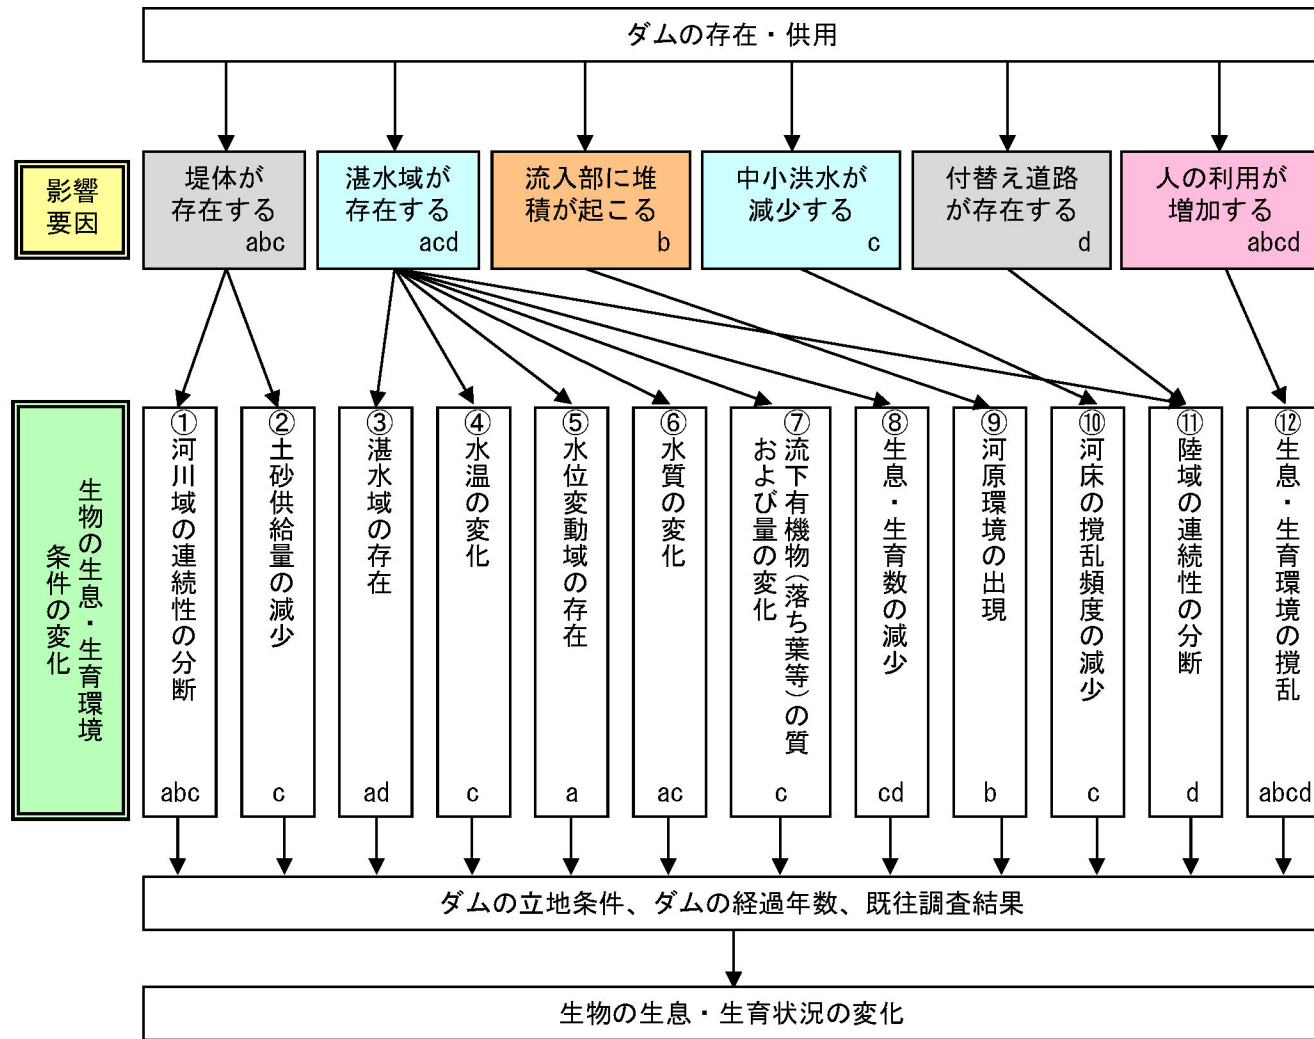 ダムの存在・供用
影響
要因
堤体が
存在する
abc
湛水域が
存在する
acd
流入部に堆
積が起こる
b
中小洪水が
減少する
c
付替え道路
が存在する
d
人の利用が
増加する
abcd
生物の生息・生育環境
条件の変化
①河川域の連続性の分断
abc
②土砂供給量の減少
c
③湛水域の存在
ad
④水温の変化
c
⑤水位変動域の存在
a
⑥水質の変化
ac
⑦流下有機物(落ち葉等)の質
および量の変化
c
⑧生息・生育数の減少
cd
⑨河原環境の出現
b
⑩河床の撹乱頻度の減少
c
⑪陸域の連続性の分断
d
⑫生息・生育環境の撹乱
abcd
ダムの立地条件、ダムの経過年数、既往調査結果
生物の生息・生育状況の変化